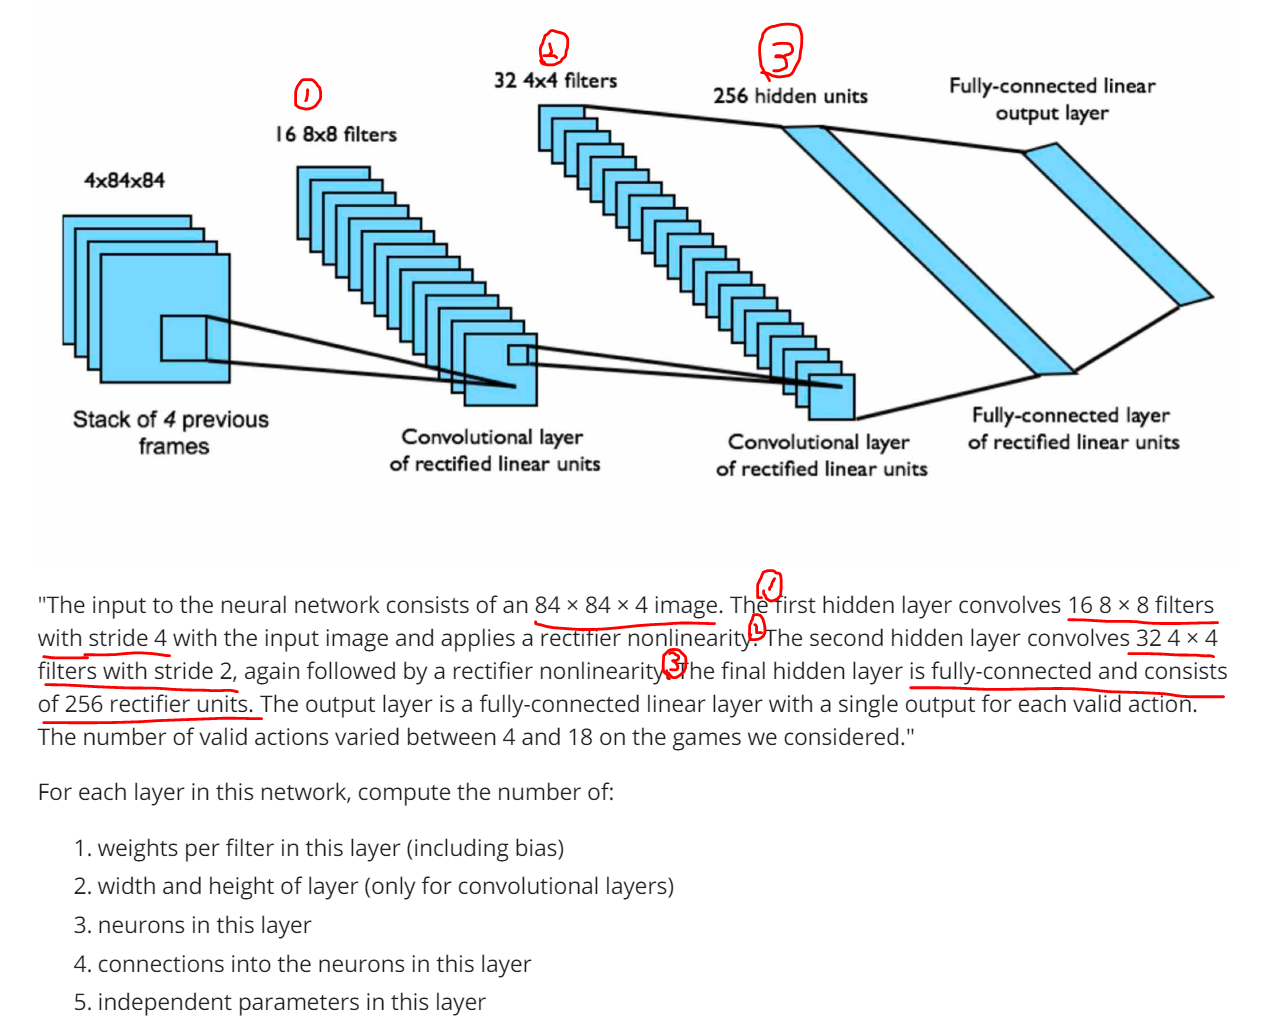 ①
②
③
32 4x4 filters
256 hidden units
Fully-connected linear
output layer
16 8x8 filters
4x84x84
Stack of 4 previous
frames
Convolutional layer
of rectified linear units
Convolutional layer
of rectified linear units
Fully-connected layer
of rectified linear units
①
"The input to the neural network consists of an 84 × 84 × 4 image. The first hidden layer convolves 16 8 × 8 filters
with stride 4 with the input image and applies a rectifier nonlinearity. ② The second hidden layer convolves 32 4 × 4
filters with stride 2, again followed by a rectifier nonlinearity. ③ The final hidden layer is fully-connected and consists
of 256 rectifier units. The output layer is a fully-connected linear layer with a single output for each valid action.
The number of valid actions varied between 4 and 18 on the games we considered."
For each layer in this network, compute the number of:
1. weights per filter in this layer (including bias)
2. width and height of layer (only for convolutional layers)
3. neurons in this layer
4. connections into the neurons in this layer
5. independent parameters in this layer